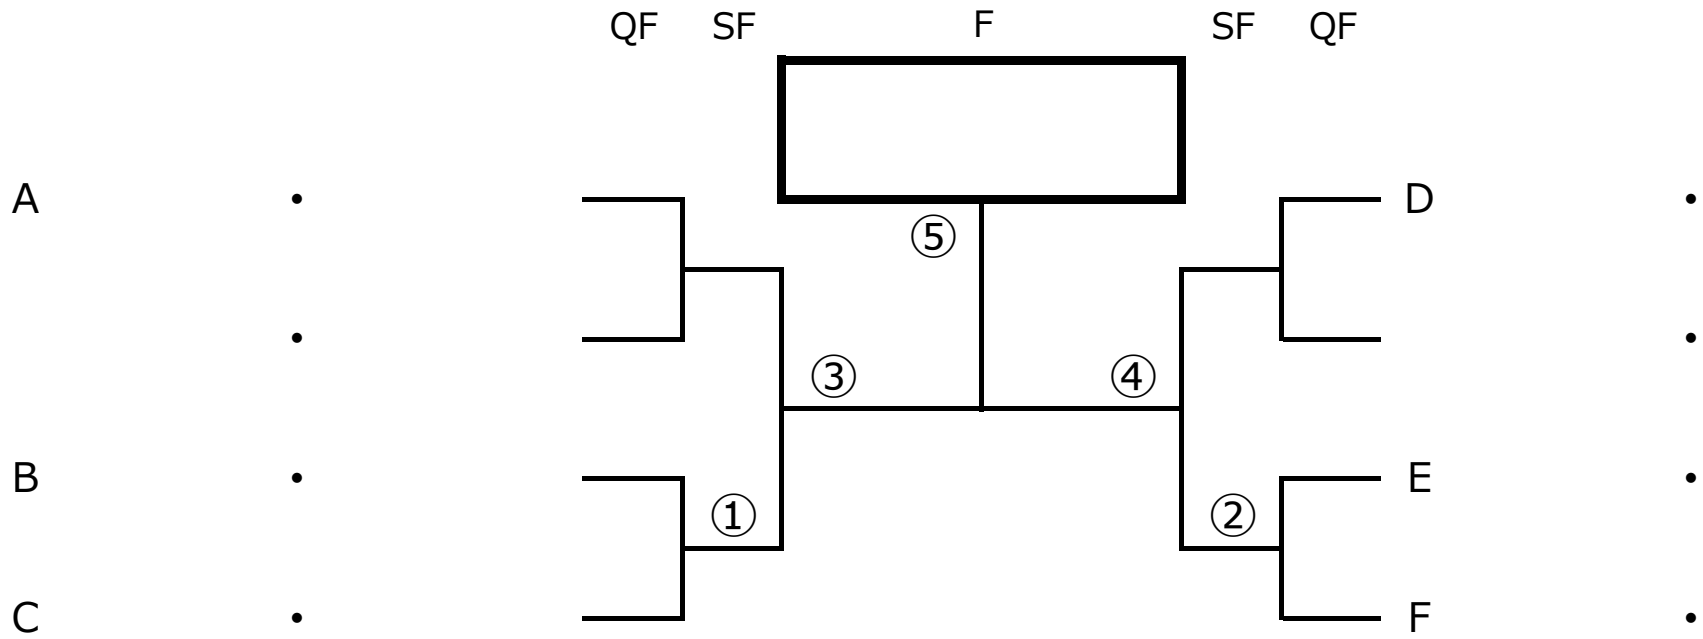 QF SF F SF QF
A ・ D ・
⑤
・ ・
③ ④
B ・ E ・
① ②
C ・ F ・